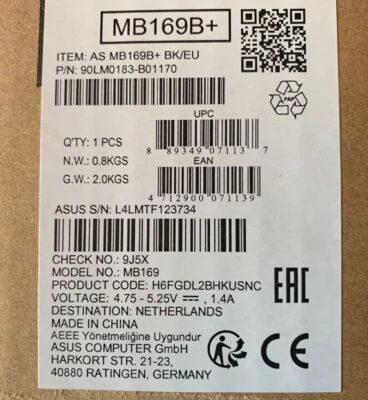 MB169B+
ITEM: AS MB169B+ BK/EU
P/N: 90LM0183-B01170
PAP
UPC
Q'TY: 1 PCS
8 89349 07113 7
N.W.: 0.8KGS
EAN
G.W.: 2.0KGS
4 712900 071139
ASUS S/N: L4LMTF123734
CHECK NO.: 9J5X
MODEL NO.: MB169
PRODUCT CODE: H6FGDL2BHKUSNC
VOLTAGE: 4.75 - 5.25V ⎓, 1.4A
DESTINATION: NETHERLANDS
MADE IN CHINA
AEEE Yönetmeliğine Uygundur
ASUS COMPUTER GmbH
HARKORT STR. 21-23,
40880 RATINGEN, GERMANY
EAC
CE